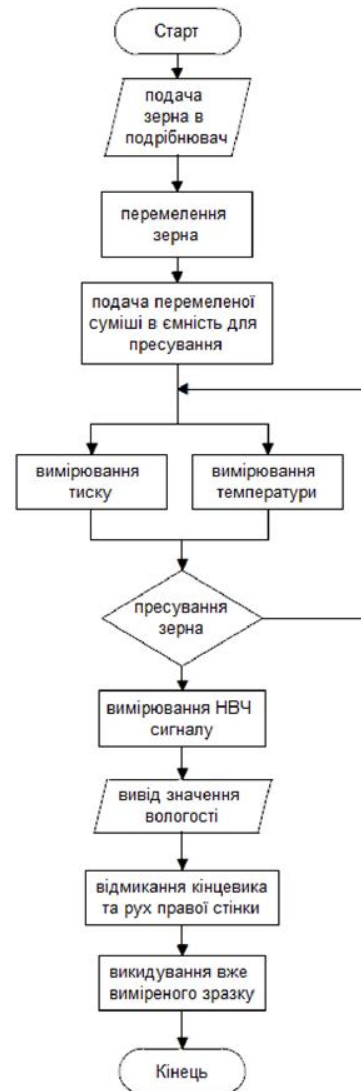 Старт
подача
зерна в
подрібнювач
перемелення
зерна
подача перемеленої
суміші в ємність для
пресування
вимірювання
тиску
вимірювання
температури
пресування
зерна
вимірювання НВЧ
сигналу
вивід значення
вологості
відмикання кінцевика
та рух правої стінки
викидування вже
виміреного зразку
Кінець